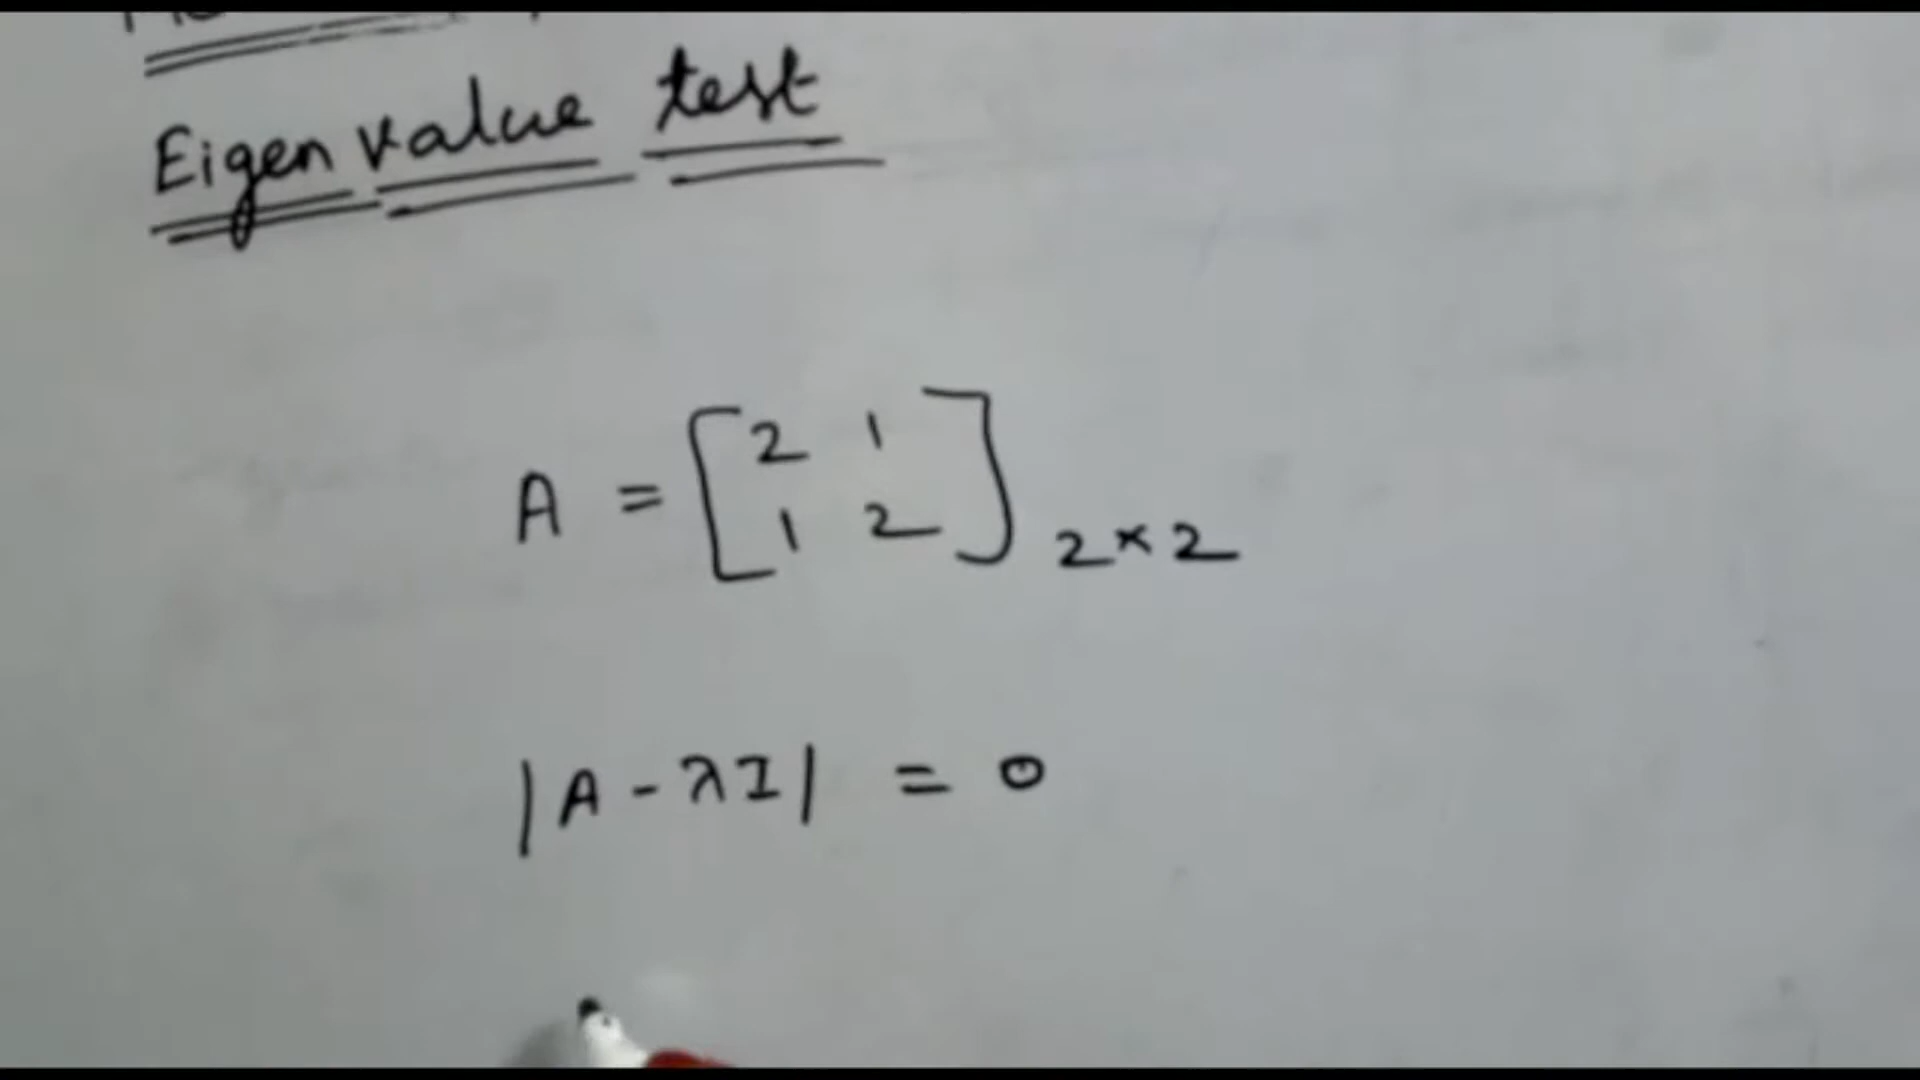 Eigen value test
A = [2 1
1 2] 2×2
|A - λI| = 0